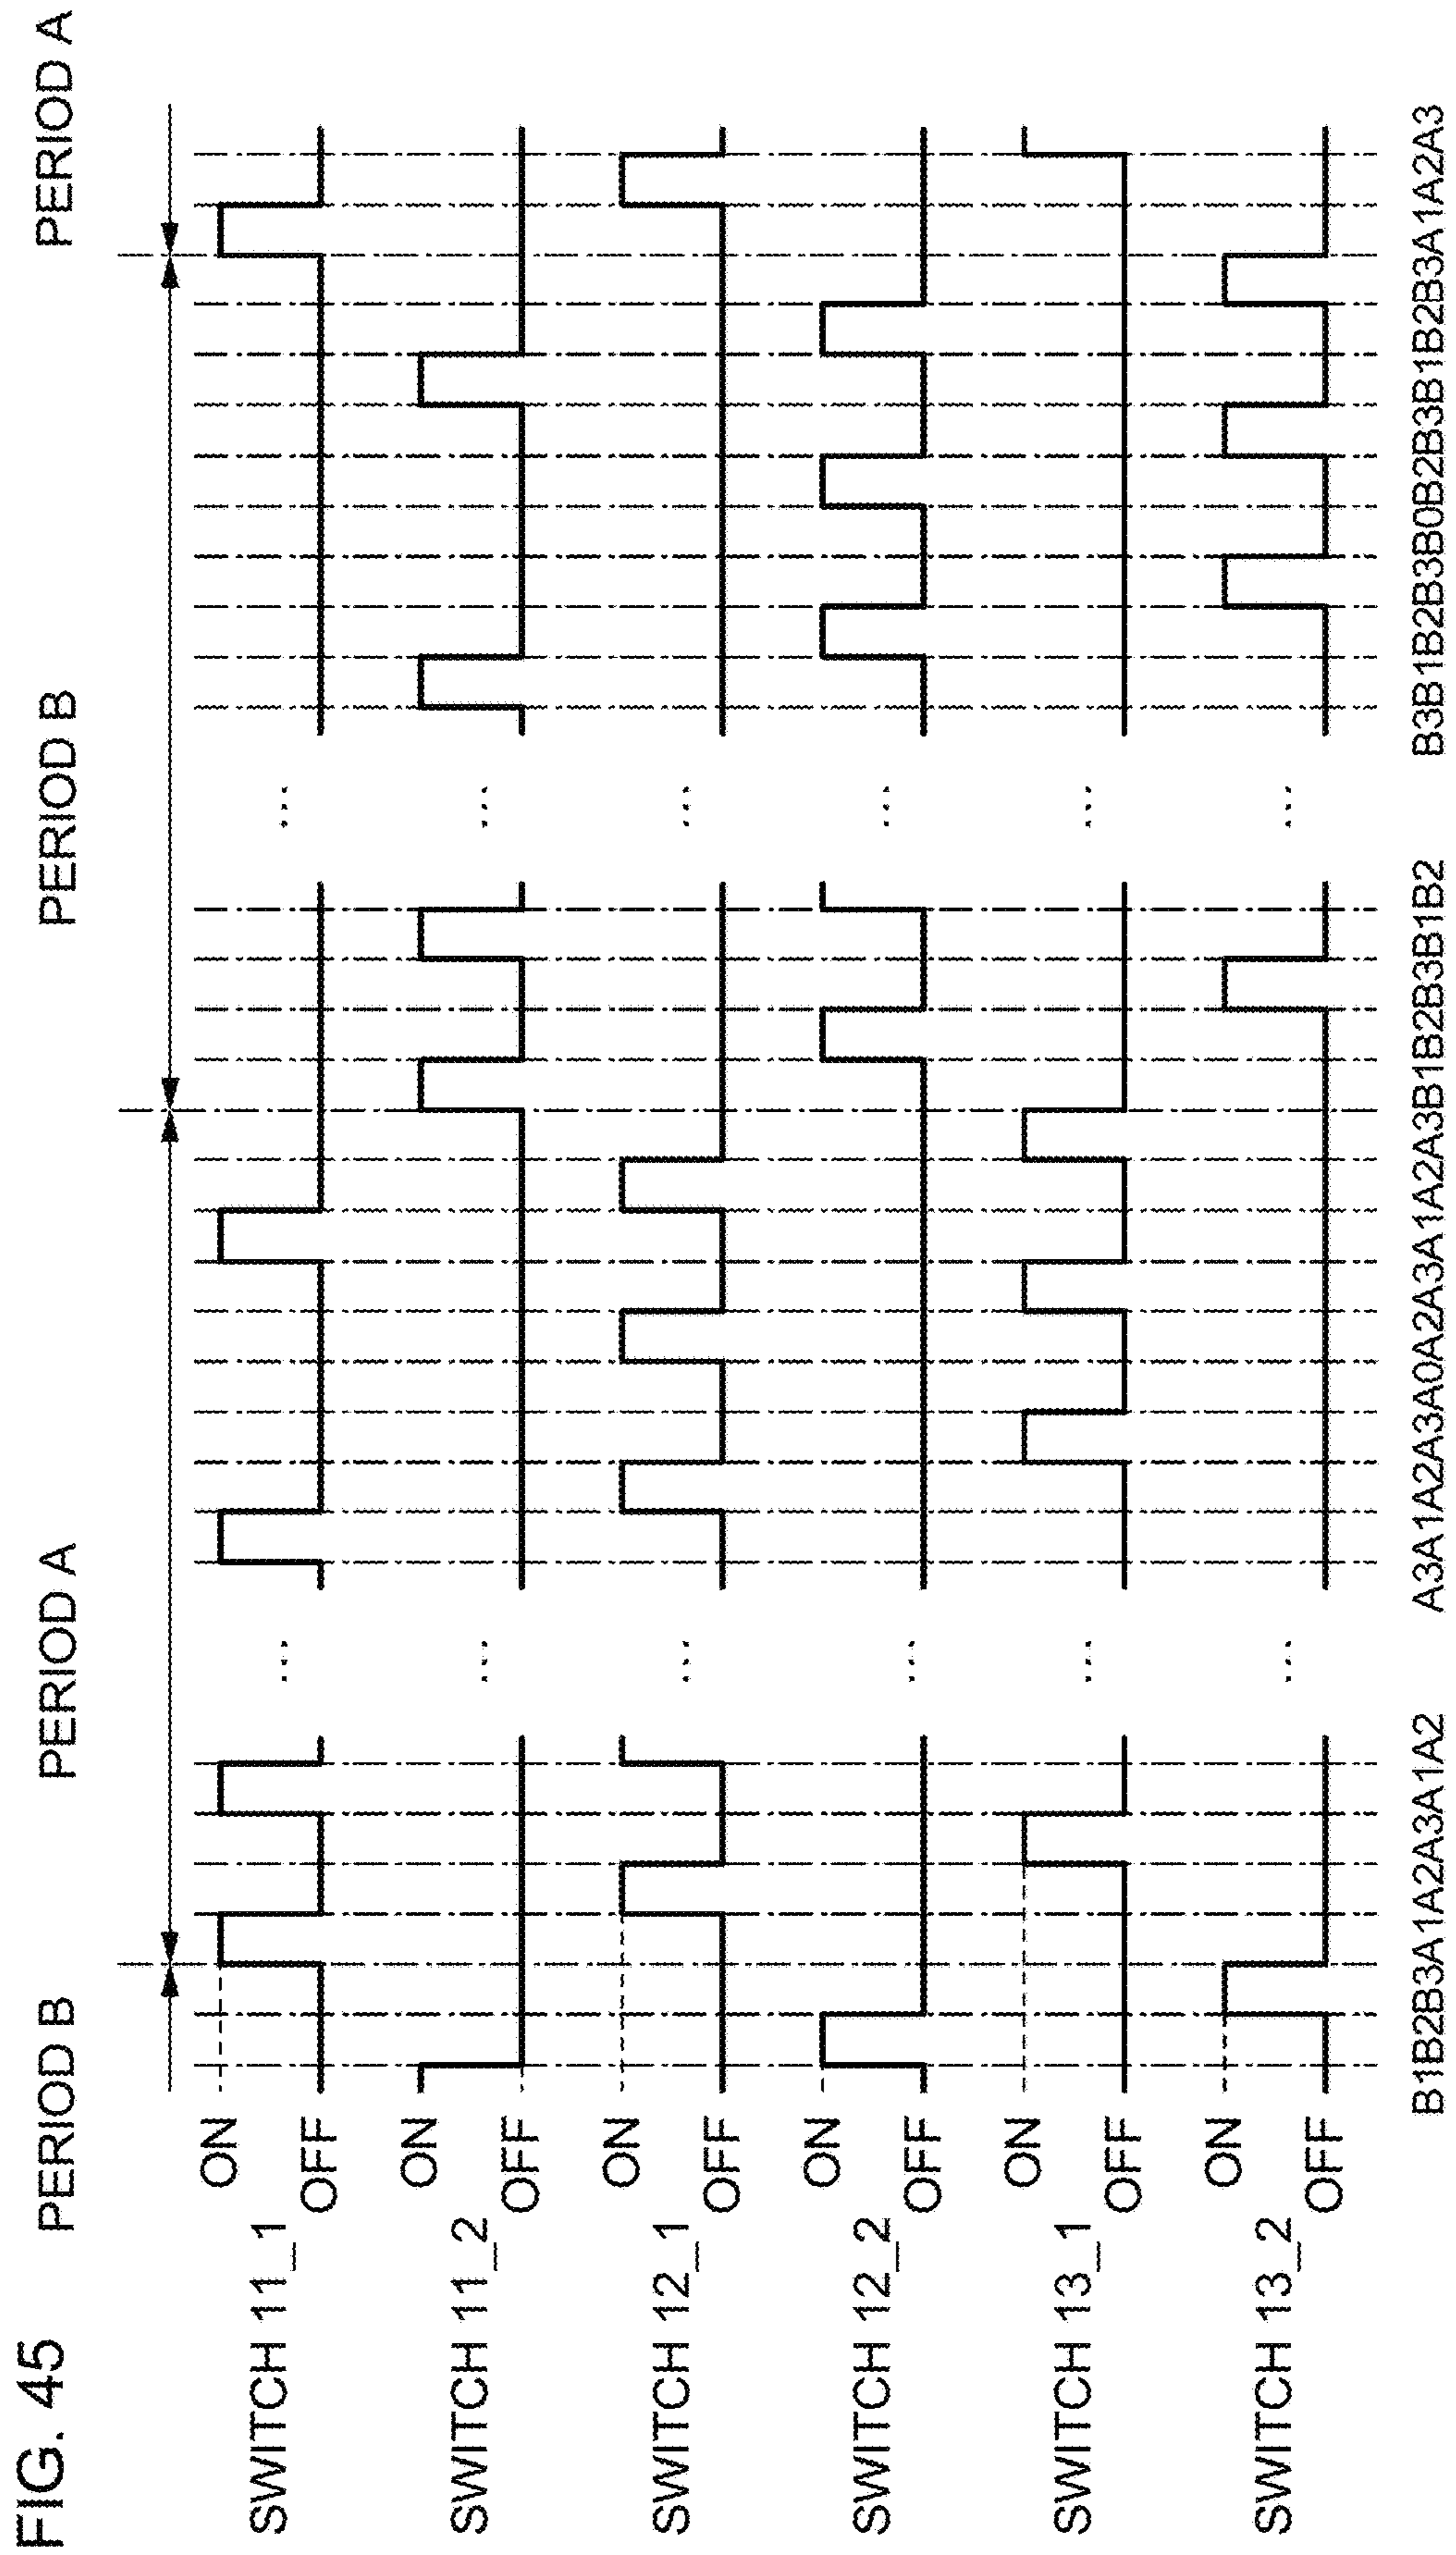 FIG. 45
PERIOD B
PERIOD A
PERIOD B
PERIOD A
SWITCH 11_1
ON
OFF
...
...
SWITCH 11_2
ON
OFF
...
...
SWITCH 12_1
ON
OFF
...
...
SWITCH 12_2
ON
OFF
...
...
SWITCH 13_1
ON
OFF
...
...
SWITCH 13_2
ON
OFF
...
...
B1B2B3A1A2A3A1A2
A3A1A2A3A0A2A3A1A2A3B1B2B3B1B2
B3B1B2B3B0B2B3B1B2B3A1A2A3